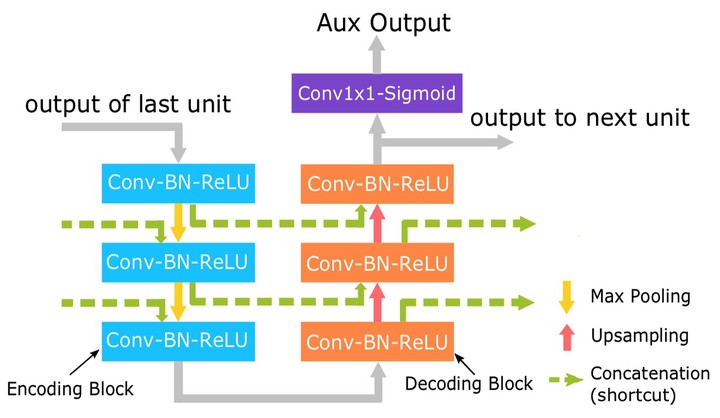 Aux Output
Conv1x1-Sigmoid
output of last unit
output to next unit
Conv-BN-ReLU
Conv-BN-ReLU
Conv-BN-ReLU
Conv-BN-ReLU
Conv-BN-ReLU
Conv-BN-ReLU
Encoding Block
Decoding Block
Max Pooling
Upsampling
Concatenation
(shortcut)